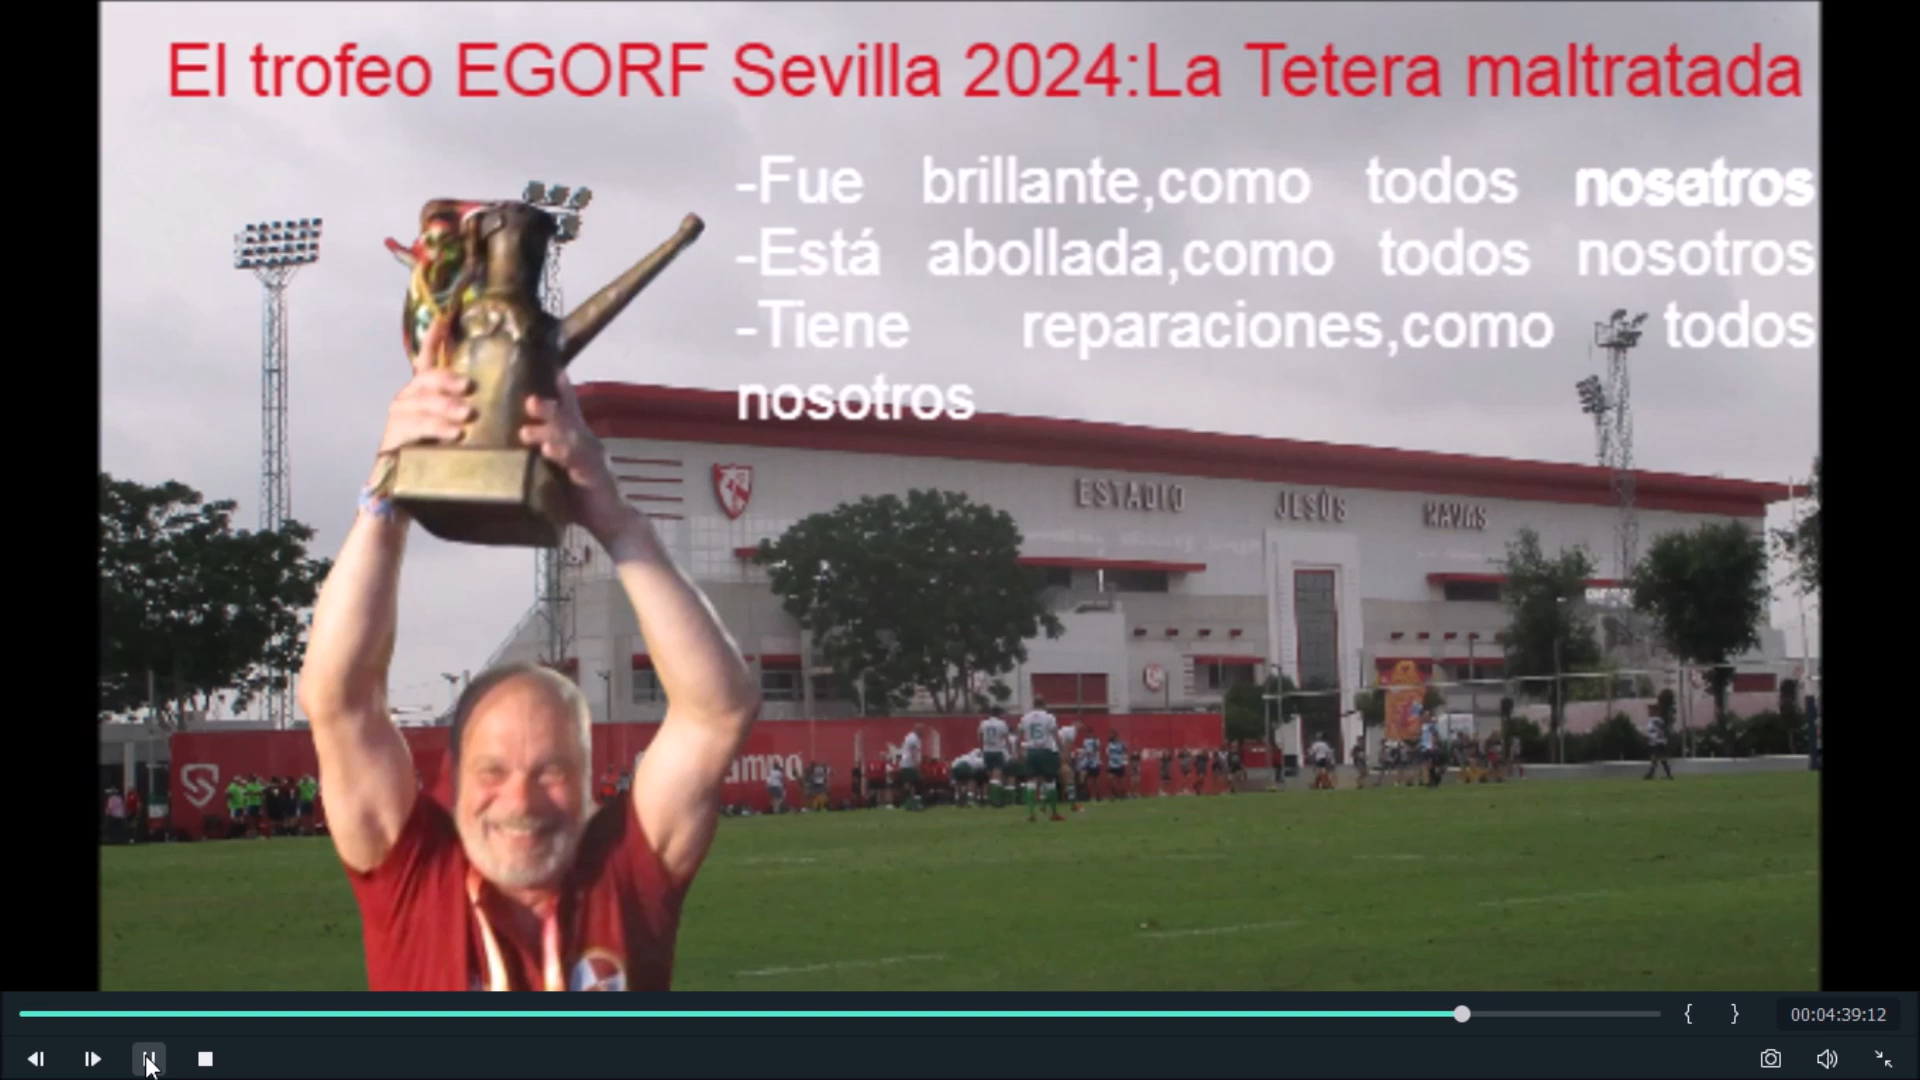 El trofeo EGORF Sevilla 2024:La Tetera maltratada
-Fue brillante,como todos nosotros
-Está abollada,como todos nosotros
-Tiene reparaciones,como todos
nosotros
ESTADIO JESÚS NAVAS
{ } 00:04:39:12